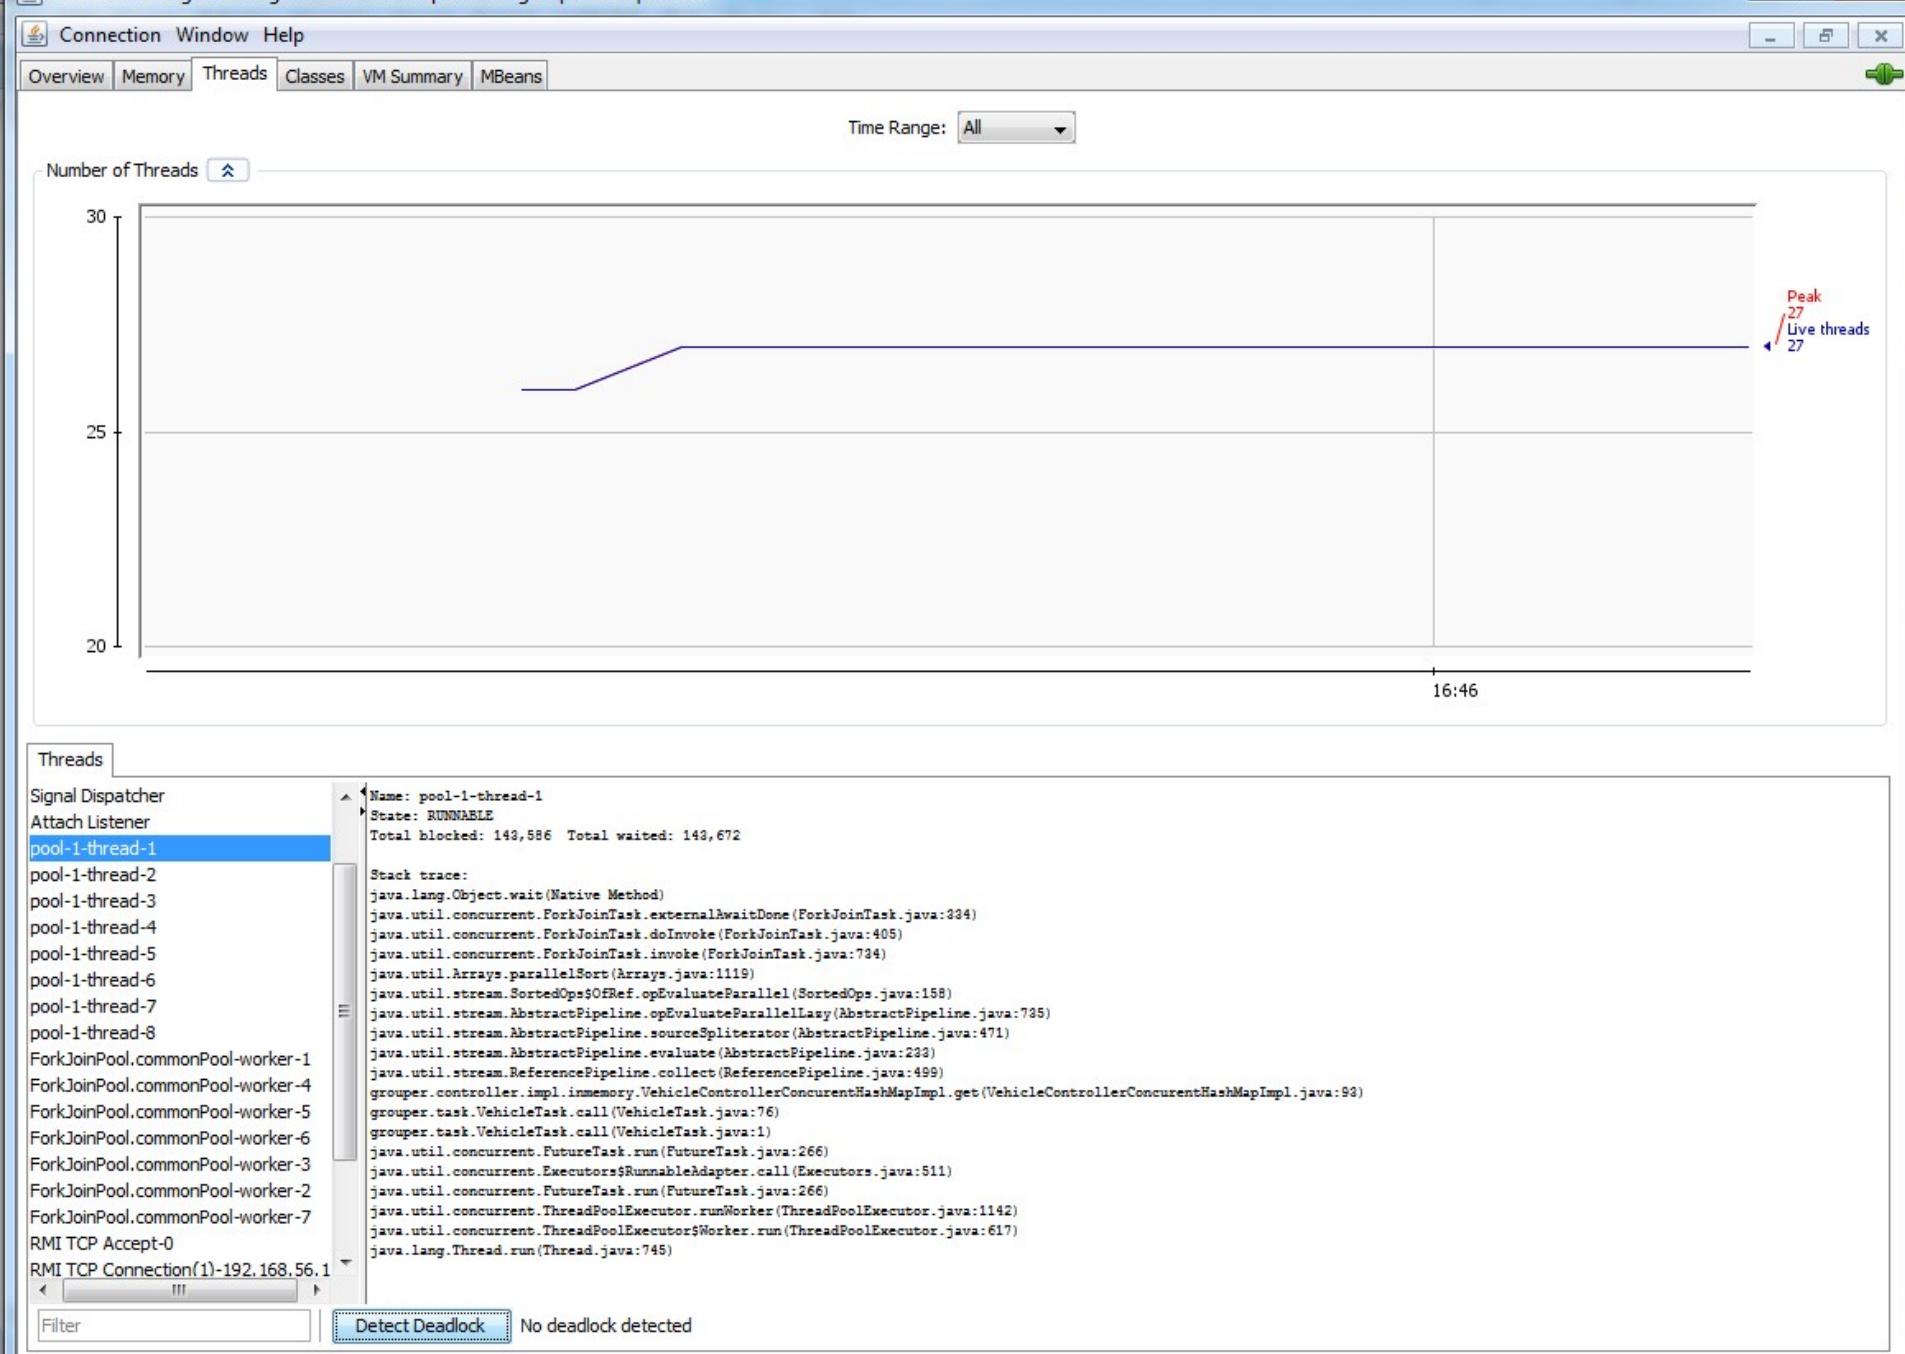 Connection Window Help
Overview Memory Threads Classes VM Summary MBeans
Time Range: All
Number of Threads
30
25
20
16:46
Peak
27
Live threads
27
Threads
Signal Dispatcher
Attach Listener
pool-1-thread-1
pool-1-thread-2
pool-1-thread-3
pool-1-thread-4
pool-1-thread-5
pool-1-thread-6
pool-1-thread-7
pool-1-thread-8
ForkJoinPool.commonPool-worker-1
ForkJoinPool.commonPool-worker-4
ForkJoinPool.commonPool-worker-5
ForkJoinPool.commonPool-worker-6
ForkJoinPool.commonPool-worker-3
ForkJoinPool.commonPool-worker-2
ForkJoinPool.commonPool-worker-7
RMI TCP Accept-0
RMI TCP Connection(1)-192.168.56.1
Name: pool-1-thread-1
State: RUNNABLE
Total blocked: 143,586 Total waited: 143,672
Stack trace:
java.lang.Object.wait(Native Method)
java.util.concurrent.ForkJoinTask.externalAwaitDone(ForkJoinTask.java:334)
java.util.concurrent.ForkJoinTask.doInvoke(ForkJoinTask.java:405)
java.util.concurrent.ForkJoinTask.invoke(ForkJoinTask.java:734)
java.util.Arrays.parallelSort(Arrays.java:1119)
java.util.stream.SortedOps$OfRef.opEvaluateParallel(SortedOps.java:158)
java.util.stream.AbstractPipeline.opEvaluateParallelLazy(AbstractPipeline.java:735)
java.util.stream.AbstractPipeline.sourceSpliterator(AbstractPipeline.java:471)
java.util.stream.AbstractPipeline.evaluate(AbstractPipeline.java:233)
java.util.stream.ReferencePipeline.collect(ReferencePipeline.java:499)
grouper.controller.impl.inmemory.VehicleControllerConcurentHashMapImpl.get(VehicleControllerConcurentHashMapImpl.java:93)
grouper.task.VehicleTask.call(VehicleTask.java:76)
grouper.task.VehicleTask.call(VehicleTask.java:1)
java.util.concurrent.FutureTask.run(FutureTask.java:266)
java.util.concurrent.Executors$RunnableAdapter.call(Executors.java:511)
java.util.concurrent.FutureTask.run(FutureTask.java:266)
java.util.concurrent.ThreadPoolExecutor.runWorker(ThreadPoolExecutor.java:1142)
java.util.concurrent.ThreadPoolExecutor$Worker.run(ThreadPoolExecutor.java:617)
java.lang.Thread.run(Thread.java:745)
Filter
Detect Deadlock No deadlock detected